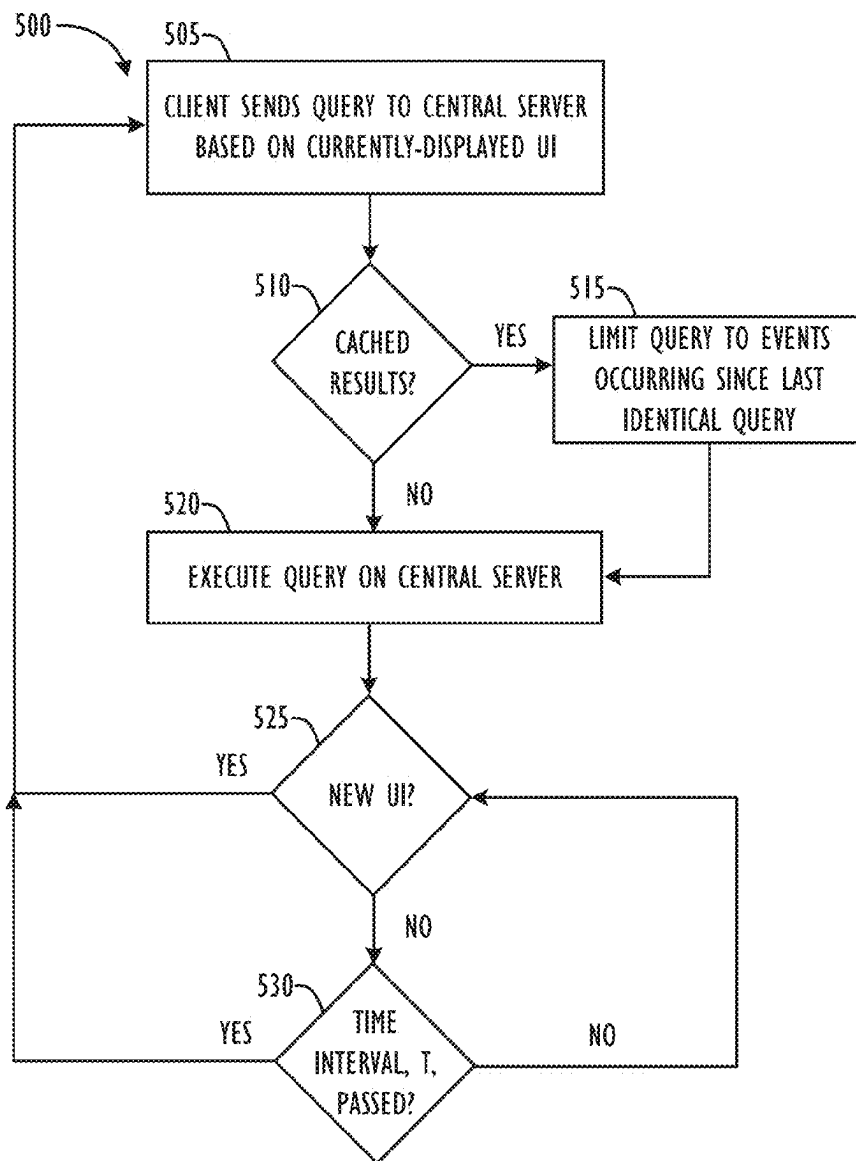 500
505
CLIENT SENDS QUERY TO CENTRAL SERVER
BASED ON CURRENTLY-DISPLAYED UI
510
CACHED
RESULTS?
YES
515
LIMIT QUERY TO EVENTS
OCCURRING SINCE LAST
IDENTICAL QUERY
NO
520
EXECUTE QUERY ON CENTRAL SERVER
525
YES
NEW UI?
NO
530
YES
TIME
INTERVAL, T,
PASSED?
NO